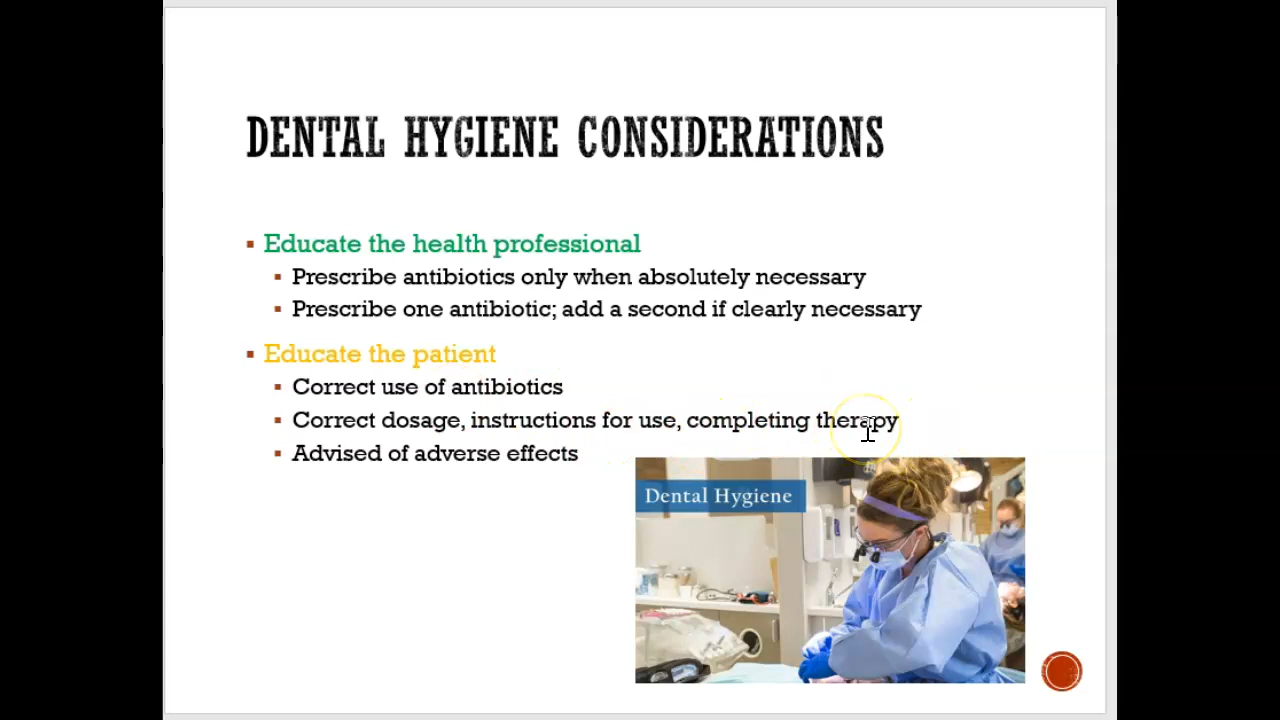 DENTAL HYGIENE CONSIDERATIONS
Educate the health professional
Prescribe antibiotics only when absolutely necessary
Prescribe one antibiotic; add a second if clearly necessary
Educate the patient
Correct use of antibiotics
Correct dosage, instructions for use, completing therapy
Advised of adverse effects
Dental Hygiene